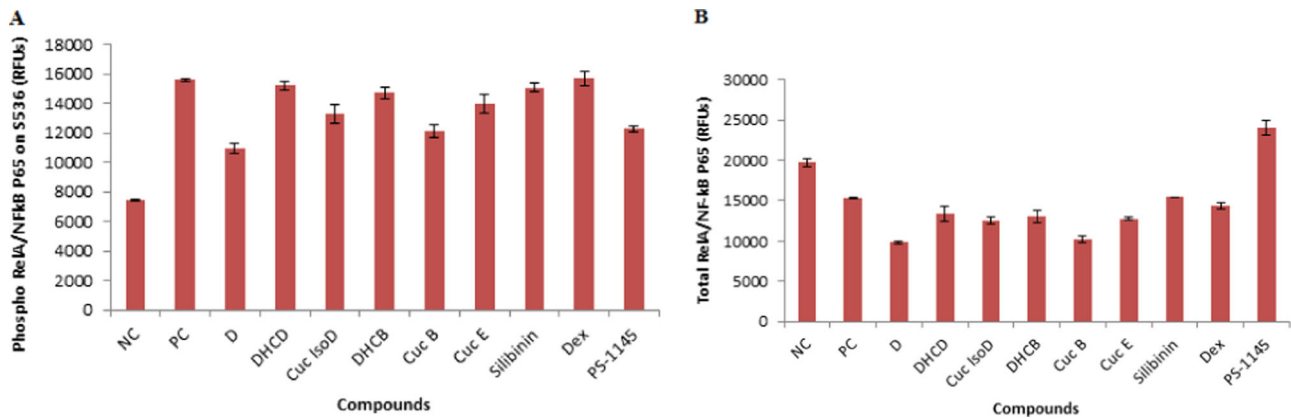 A
Phospho RelA/NFkB P65 on S536 (RFUs)
18000
16000
14000
12000
10000
8000
6000
4000
2000
0
NC
PC
D
DHCD
Cuc IsoD
DHCB
Cuc B
Cuc E
Silibinin
Dex
PS-1145
Compounds
B
Total RelA/NF-kB P65 (RFUs)
30000
25000
20000
15000
10000
5000
0
NC
PC
D
DHCD
Cuc IsoD
DHCB
Cuc B
Cuc E
Silibinin
Dex
PS-1145
Compounds